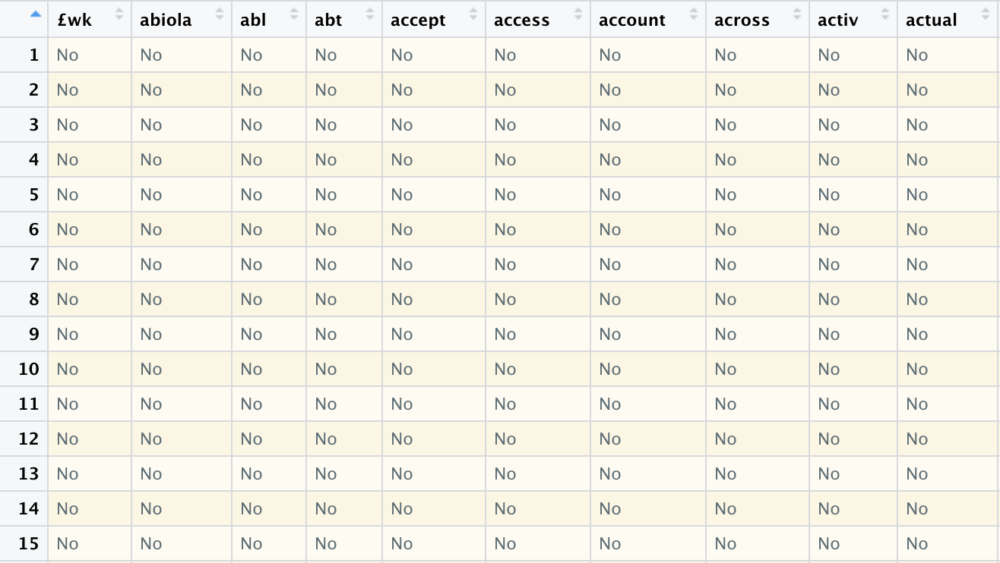 £wk abiola abl abt accept access account across activ actual
1 No No No No No No No No No No
2 No No No No No No No No No No
3 No No No No No No No No No No
4 No No No No No No No No No No
5 No No No No No No No No No No
6 No No No No No No No No No No
7 No No No No No No No No No No
8 No No No No No No No No No No
9 No No No No No No No No No No
10 No No No No No No No No No No
11 No No No No No No No No No No
12 No No No No No No No No No No
13 No No No No No No No No No No
14 No No No No No No No No No No
15 No No No No No No No No No No